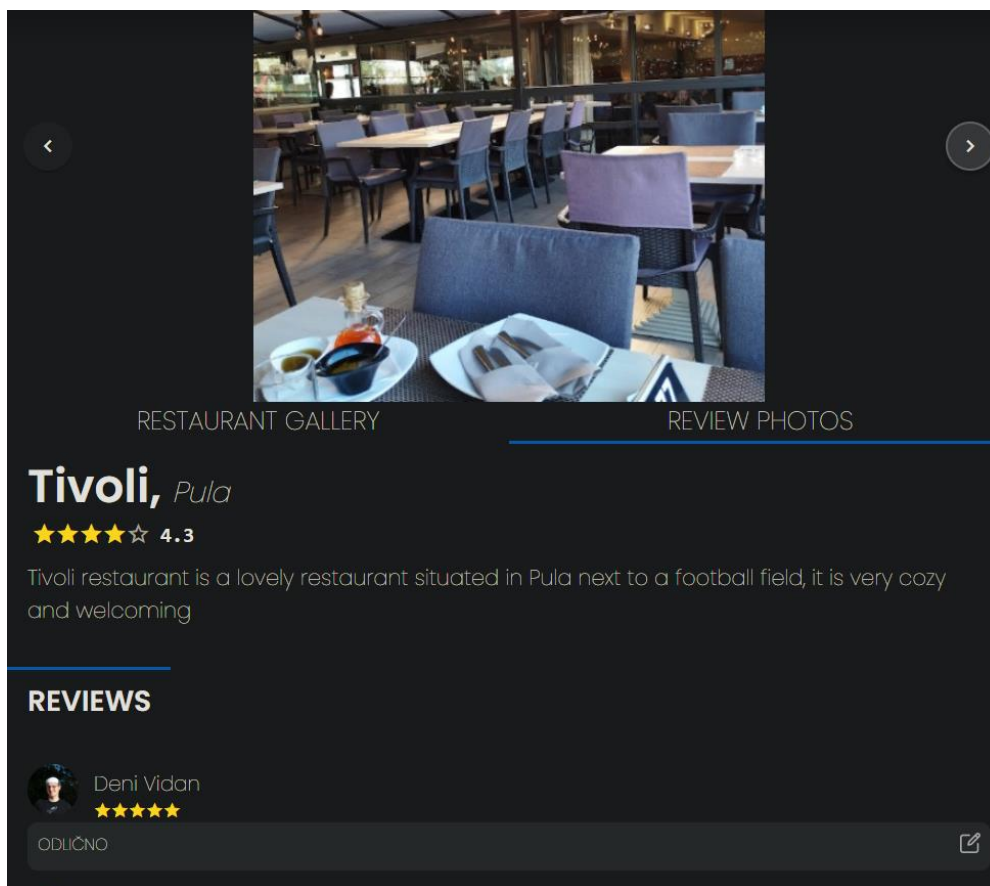 RESTAURANT GALLERY
REVIEW PHOTOS
Tivoli, Pula
4.3
Tivoli restaurant is a lovely restaurant situated in Pula next to a football field, it is very cozy
and welcoming
REVIEWS
Deni Vidan
ODLIČNO